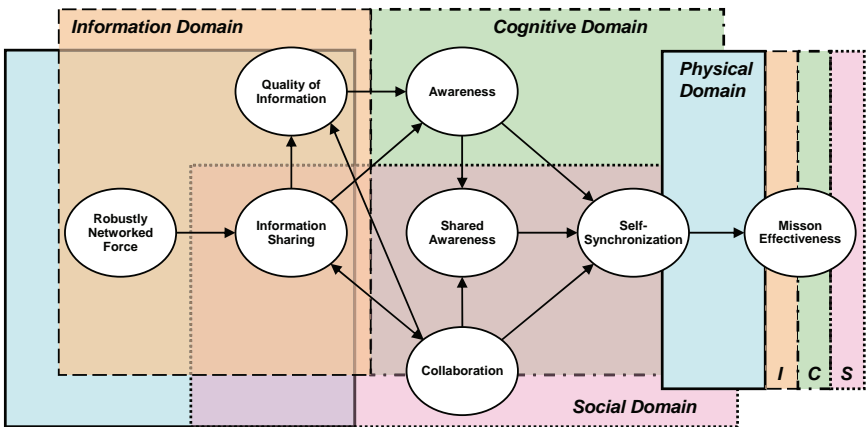 Information Domain
Cognitive Domain
Physical
Domain
Quality of
Information
Awareness
Robustly
Networked
Force
Information
Sharing
Shared
Awareness
Self-
Synchronization
Misson
Effectiveness
Collaboration
I
C
S
Social Domain